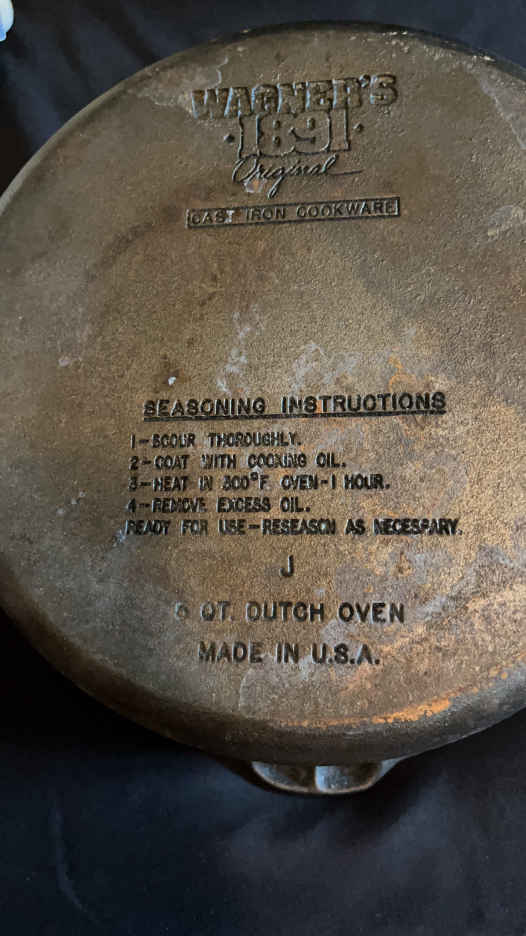 WAGNER'S
·1891·
Original
CAST IRON COOKWARE
SEASONING INSTRUCTIONS
1-SCOUR THOROUGHLY.
2-COAT WITH COOKING OIL.
3-HEAT IN 300°F OVEN-1 HOUR.
4-REMOVE EXCESS OIL.
READY FOR USE-RESEASON AS NECESSARY.
J
5 QT. DUTCH OVEN
MADE IN U.S.A.